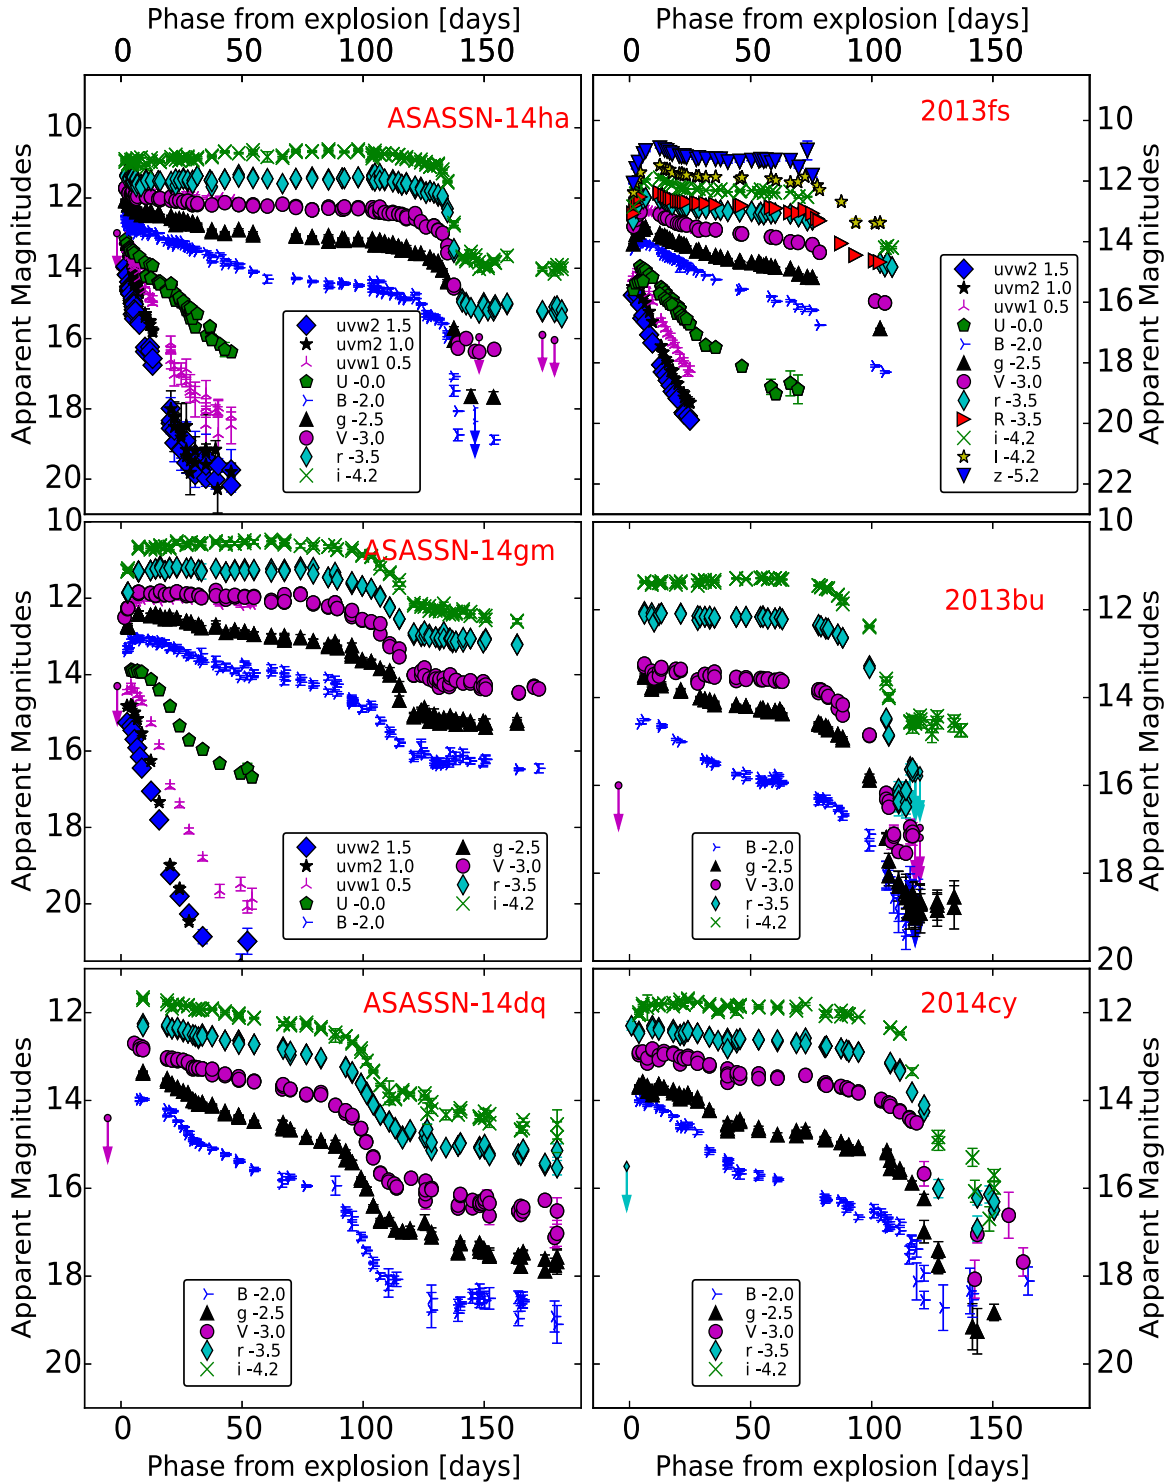 Phase from explosion [days]
0 50 100 150
Phase from explosion [days]
0 50 100 150
Apparent Magnitudes
10
12
14
16
18
20
ASASSN-14ha
uvw2 1.5
uvm2 1.0
uvw1 0.5
U -0.0
B -2.0
g -2.5
V -3.0
r -3.5
i -4.2
2013fs
uvw2 1.5
uvm2 1.0
uvw1 0.5
U -0.0
B -2.0
g -2.5
V -3.0
r -3.5
R -3.5
i -4.2
I -4.2
z -5.2
10
12
14
16
18
20
22
Apparent Magnitudes
Apparent Magnitudes
10
12
14
16
18
20
ASASSN-14gm
uvw2 1.5
uvm2 1.0
uvw1 0.5
U -0.0
B -2.0
g -2.5
V -3.0
r -3.5
i -4.2
2013bu
B -2.0
g -2.5
V -3.0
r -3.5
i -4.2
10
12
14
16
18
20
Apparent Magnitudes
Apparent Magnitudes
12
14
16
18
20
ASASSN-14dq
B -2.0
g -2.5
V -3.0
r -3.5
i -4.2
2014cy
B -2.0
g -2.5
V -3.0
r -3.5
i -4.2
12
14
16
18
20
Apparent Magnitudes
0 50 100 150
Phase from explosion [days]
0 50 100 150
Phase from explosion [days]